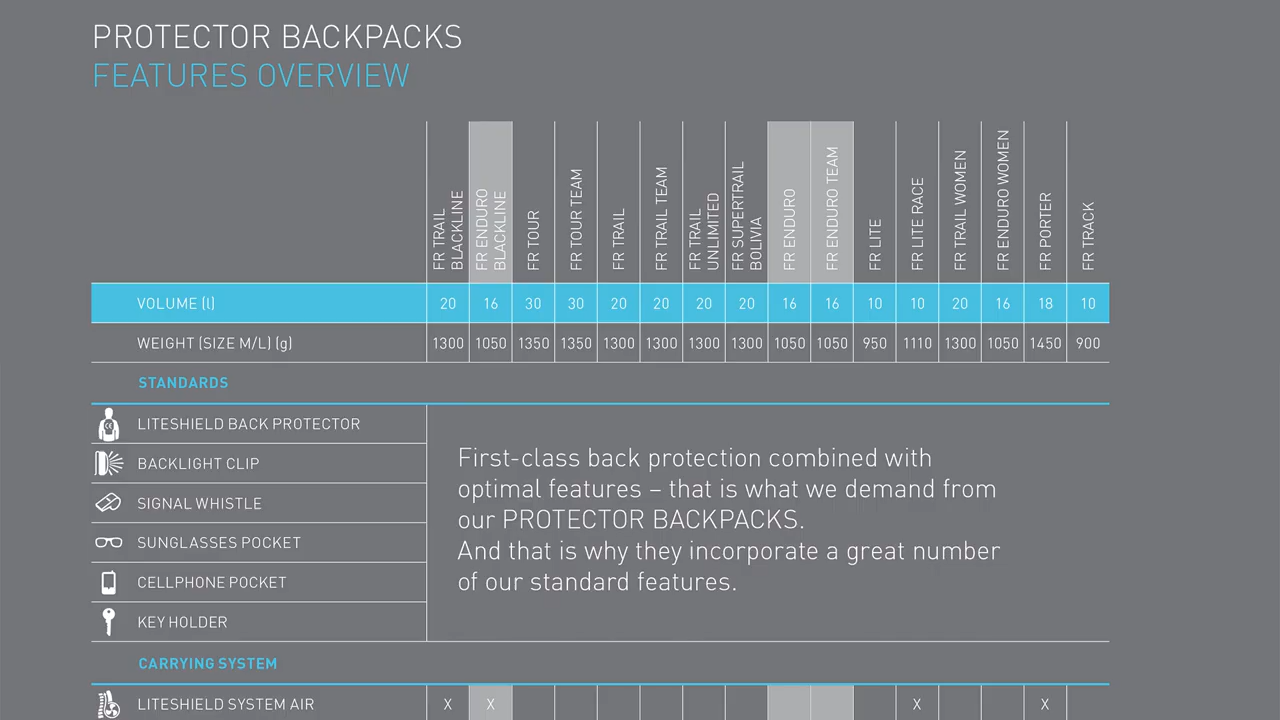 PROTECTOR BACKPACKS
FEATURES OVERVIEW
FR TRAIL BLACKLINE
FR ENDURO BLACKLINE
FR TOUR
FR TOUR TEAM
FR TRAIL
FR TRAIL TEAM
FR TRAIL UNLIMITED
FR SUPERTRAIL BOLIVIA
FR ENDURO
FR ENDURO TEAM
FR LITE
FR LITE RACE
FR TRAIL WOMEN
FR ENDURO WOMEN
FR PORTER
FR TRACK
VOLUME (l) 20 16 30 30 20 20 20 20 16 16 10 10 20 16 18 10
WEIGHT (SIZE M/L) (g) 1300 1050 1350 1350 1300 1300 1300 1300 1050 1050 950 1110 1300 1050 1450 900
STANDARDS
LITESHIELD BACK PROTECTOR
BACKLIGHT CLIP
SIGNAL WHISTLE
SUNGLASSES POCKET
CELLPHONE POCKET
KEY HOLDER
First-class back protection combined with
optimal features – that is what we demand from
our PROTECTOR BACKPACKS.
And that is why they incorporate a great number
of our standard features.
CARRYING SYSTEM
LITESHIELD SYSTEM AIR X X X X